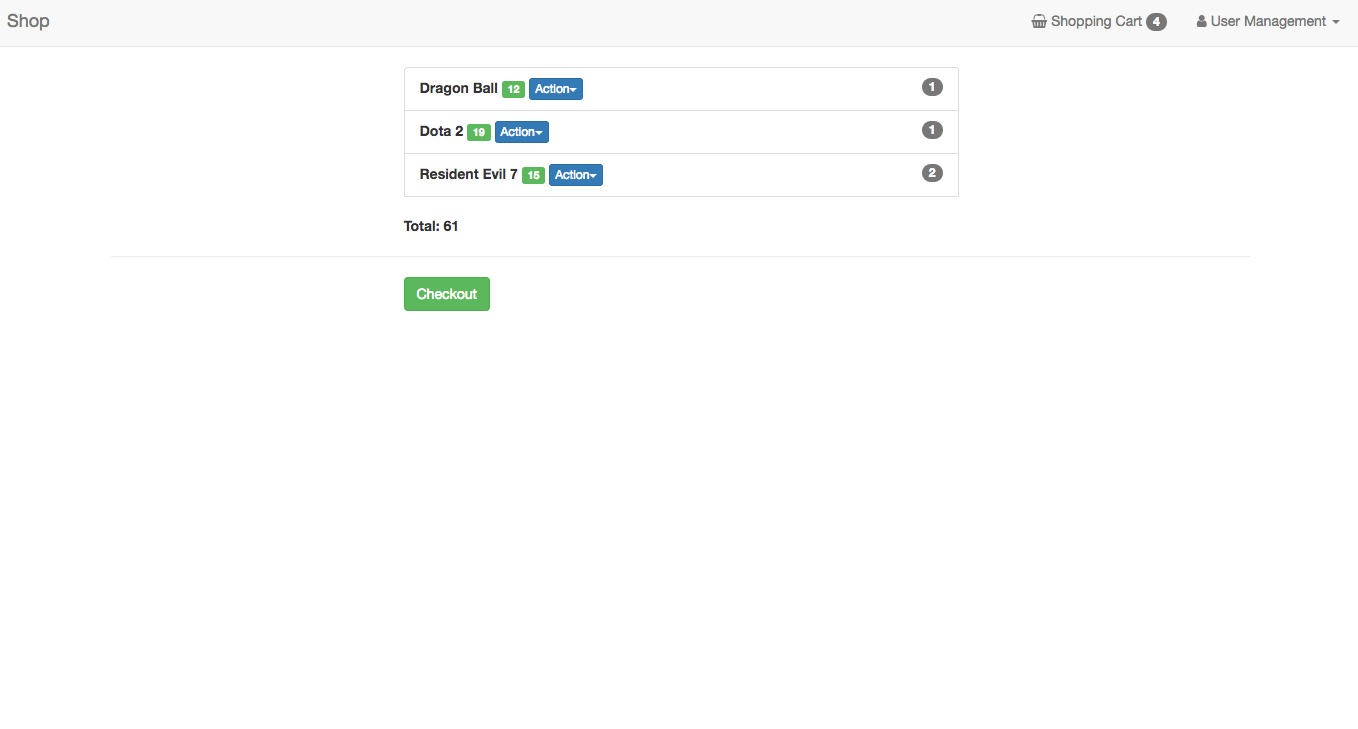 Shop Shopping Cart 4 User Management
Dragon Ball 12 Action 1
Dota 2 19 Action 1
Resident Evil 7 15 Action 2
Total: 61
Checkout